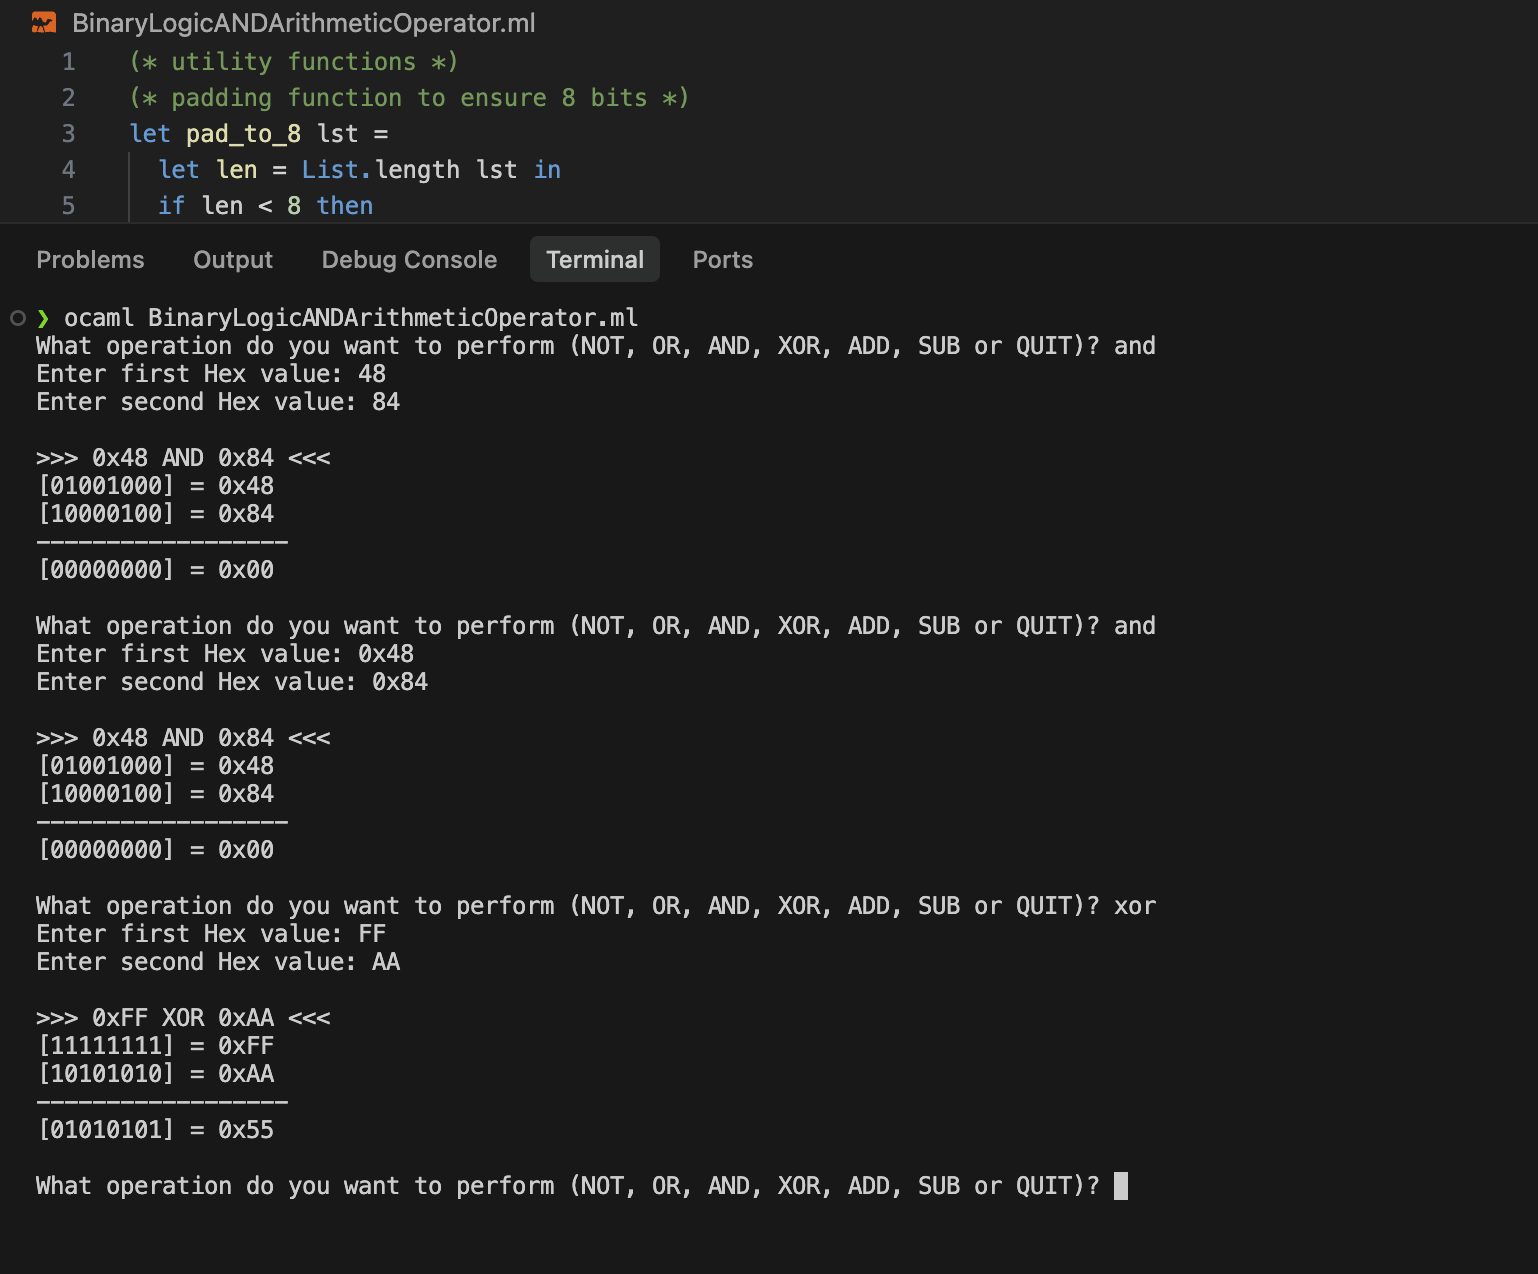 BinaryLogicANDArithmeticOperator.ml
1 (* utility functions *)
2 (* padding function to ensure 8 bits *)
3 let pad_to_8 lst =
4 let len = List.length lst in
5 if len < 8 then
Problems Output Debug Console Terminal Ports
❯ ocaml BinaryLogicANDArithmeticOperator.ml
What operation do you want to perform (NOT, OR, AND, XOR, ADD, SUB or QUIT)? and
Enter first Hex value: 48
Enter second Hex value: 84
>>> 0x48 AND 0x84 <<<
[01001000] = 0x48
[10000100] = 0x84
------------------
[00000000] = 0x00
What operation do you want to perform (NOT, OR, AND, XOR, ADD, SUB or QUIT)? and
Enter first Hex value: 0x48
Enter second Hex value: 0x84
>>> 0x48 AND 0x84 <<<
[01001000] = 0x48
[10000100] = 0x84
------------------
[00000000] = 0x00
What operation do you want to perform (NOT, OR, AND, XOR, ADD, SUB or QUIT)? xor
Enter first Hex value: FF
Enter second Hex value: AA
>>> 0xFF XOR 0xAA <<<
[11111111] = 0xFF
[10101010] = 0xAA
------------------
[01010101] = 0x55
What operation do you want to perform (NOT, OR, AND, XOR, ADD, SUB or QUIT)?